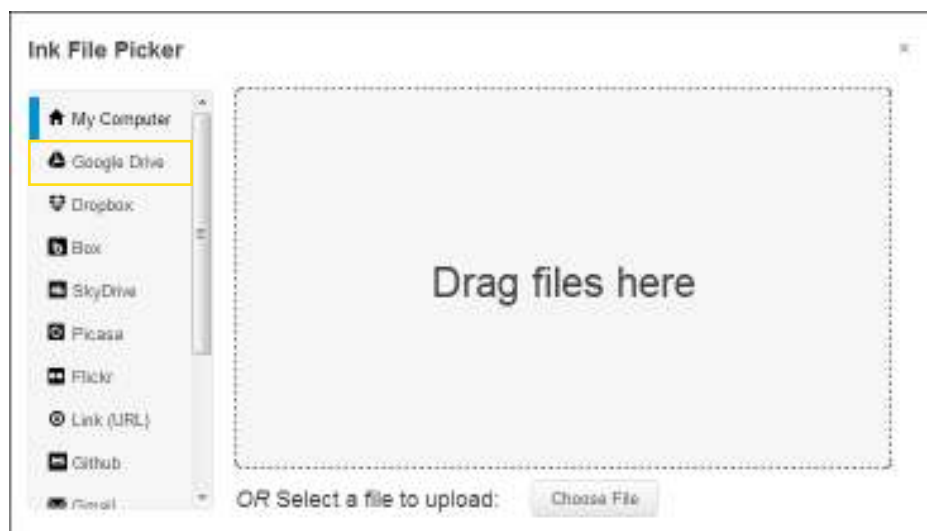 Ink File Picker
×
My Computer
Google Drive
Dropbox
Box
SkyDrive
Picasa
Flickr
Link (URL)
Github
Gmail
Drag files here
OR Select a file to upload:
Choose File